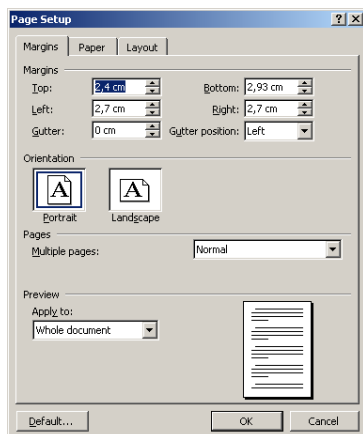 Page Setup
Margins Paper Layout
Margins
Top: 2,4 cm Bottom: 2,93 cm
Left: 2,7 cm Right: 2,7 cm
Gutter: 0 cm Gutter position: Left
Orientation
A A
Portrait Landscape
Pages
Multiple pages: Normal
Preview
Apply to:
Whole document
Default... OK Cancel